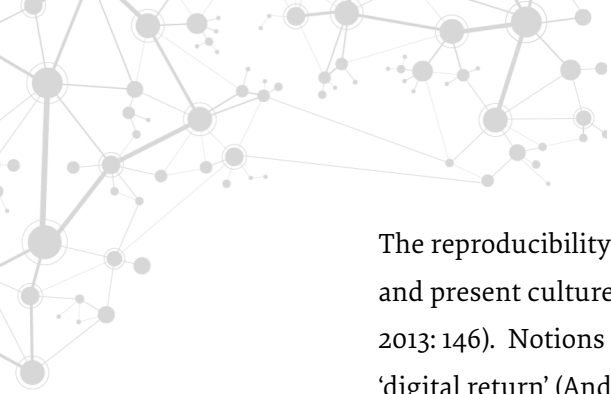 The reproducibility
and present culture
2013: 146).  Notions
‘digital return’ (And